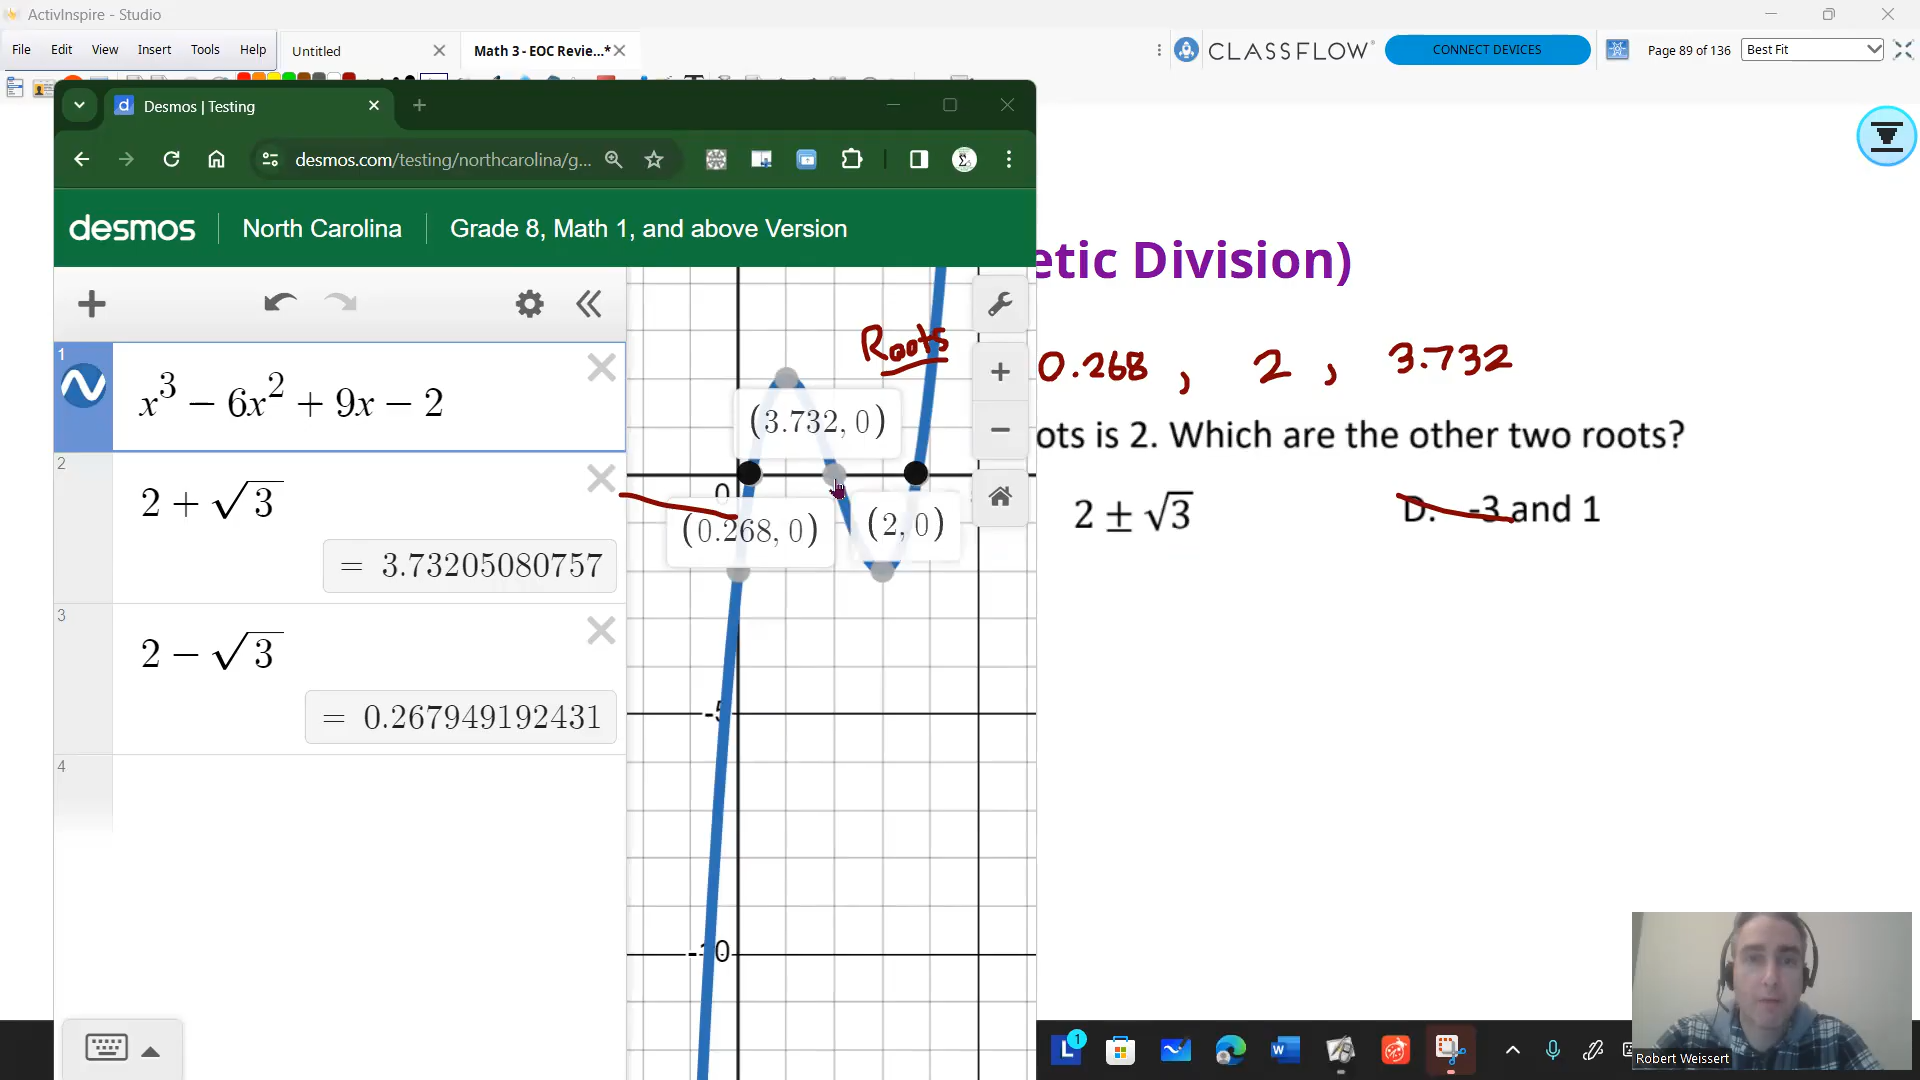 ActivInspire - Studio
File Edit View Insert Tools Help
Untitled
Math 3 - EOC Revie...*
CLASSFLOW
CONNECT DEVICES
Page 89 of 136
Best Fit
Desmos | Testing
desmos.com/testing/northcarolina/g...
desmos
North Carolina
Grade 8, Math 1, and above Version
etic Division)
Roots
0.268 , 2 , 3.732
ots is 2. Which are the other two roots?
2 ± √3
D. -3 and 1
1
x³ − 6x² + 9x − 2
2
2 + √3
= 3.73205080757
3
2 − √3
= 0.267949192431
4
(3.732, 0)
0
(0.268, 0)
(2, 0)
-5
-10
1
Robert Weissert